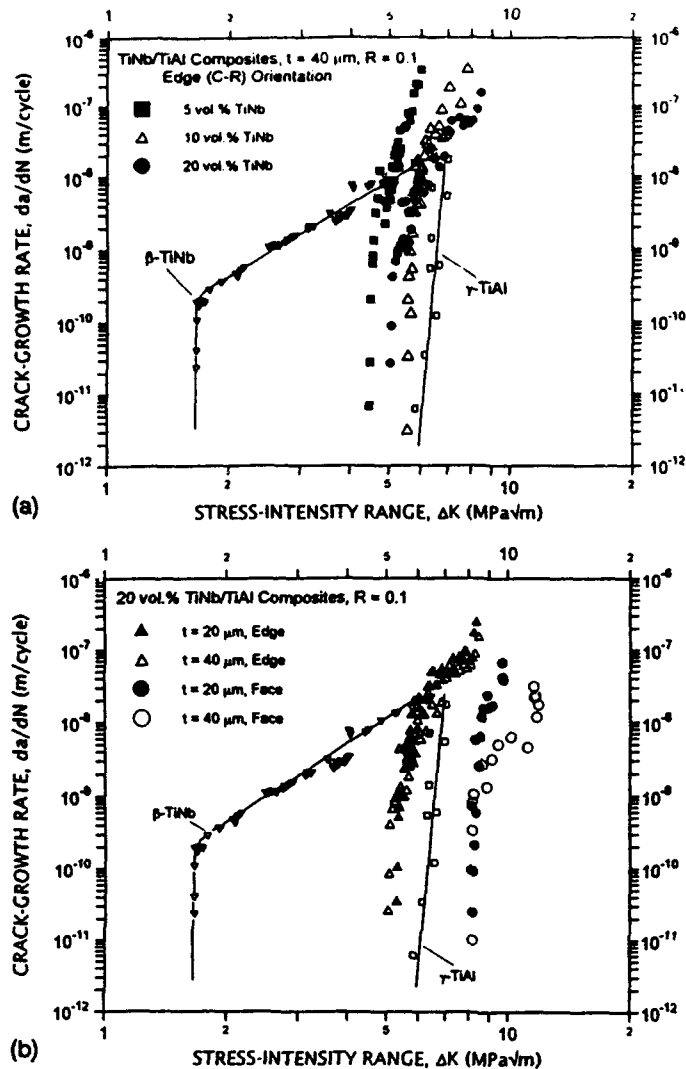 1 2 5 10 2
10-6 10-6
10-7 10-7
10-8 10-8
10-9 10-9
10-10 10-10
10-11 10-11
10-12 10-12
CRACK-GROWTH RATE, da/dN (m/cycle)
TiNb/TiAl Composites, t = 40 μm, R = 0.1
Edge (C-R) Orientation
5 vol.% TiNb
10 vol.% TiNb
20 vol.% TiNb
β-TiNb
γ-TiAl
1 2 5 10 2
(a)
STRESS-INTENSITY RANGE, ΔK (MPa√m)
1 2 5 10 2
10-6 10-6
10-7 10-7
10-8 10-8
10-9 10-9
10-10 10-10
10-11 10-11
10-12 10-12
CRACK-GROWTH RATE, da/dN (m/cycle)
20 vol.% TiNb/TiAl Composites, R = 0.1
t = 20 μm, Edge
t = 40 μm, Edge
t = 20 μm, Face
t = 40 μm, Face
β-TiNb
γ-TiAl
1 2 5 10 2
(b)
STRESS-INTENSITY RANGE, ΔK (MPa√m)